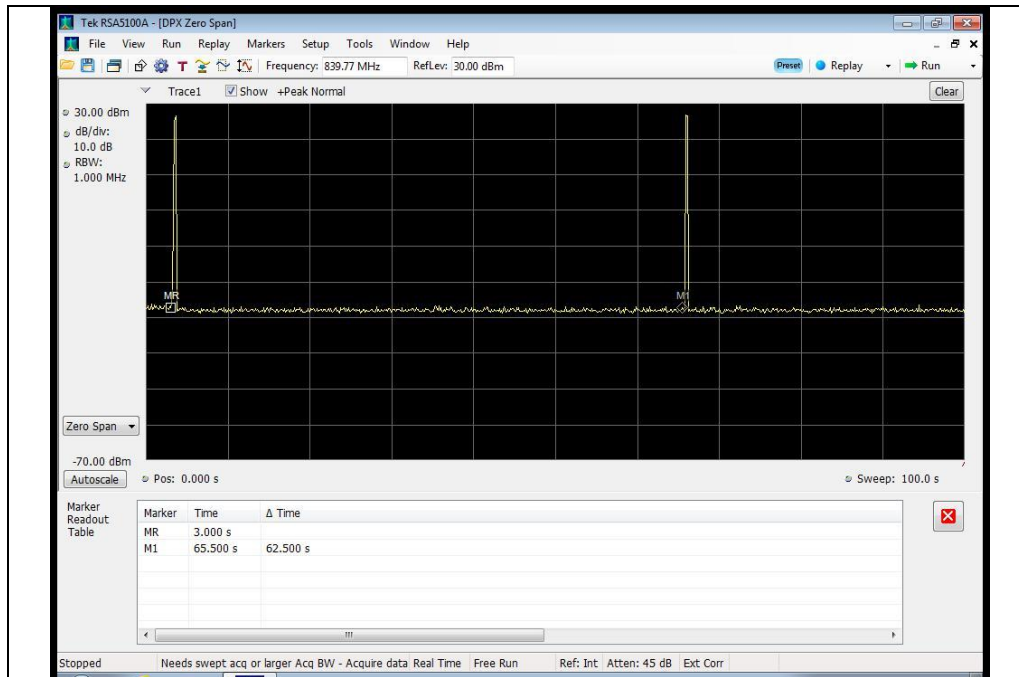 Tek RSA5100A - [DPX Zero Span]
File View Run Replay Markers Setup Tools Window Help
T Frequency: 839.77 MHz RefLev: 30.00 dBm Preset Replay Run
Trace1 Show +Peak Normal Clear
30.00 dBm
dB/div:
10.0 dB
RBW:
1.000 MHz
MR
M1
Zero Span
-70.00 dBm
Autoscale Pos: 0.000 s Sweep: 100.0 s
Marker Readout Table
Marker Time Δ Time
MR 3.000 s
M1 65.500 s 62.500 s
Stopped Needs swept acq or larger Acq BW - Acquire data Real Time Free Run Ref: Int Atten: 45 dB Ext Corr